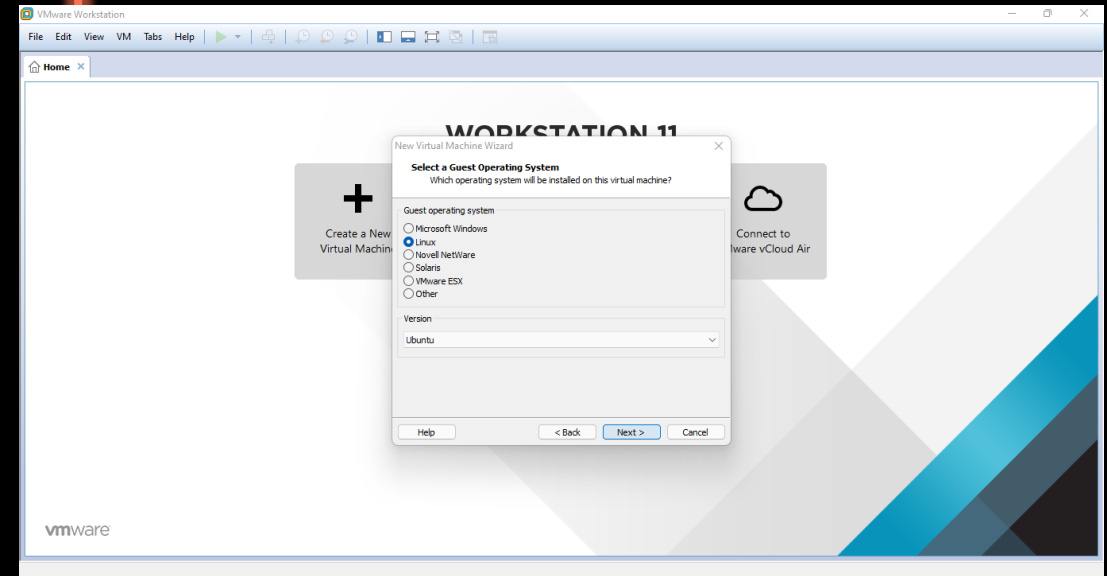 VMware Workstation
File Edit View VM Tabs Help
Home
WORKSTATION 11
New Virtual Machine Wizard
Select a Guest Operating System
Which operating system will be installed on this virtual machine?
Guest operating system
Microsoft Windows
Linux
Novell NetWare
Solaris
VMware ESX
Other
Version
Ubuntu
Help < Back Next > Cancel
Create a New
Virtual Machin
Connect to
ware vCloud Air
vmware